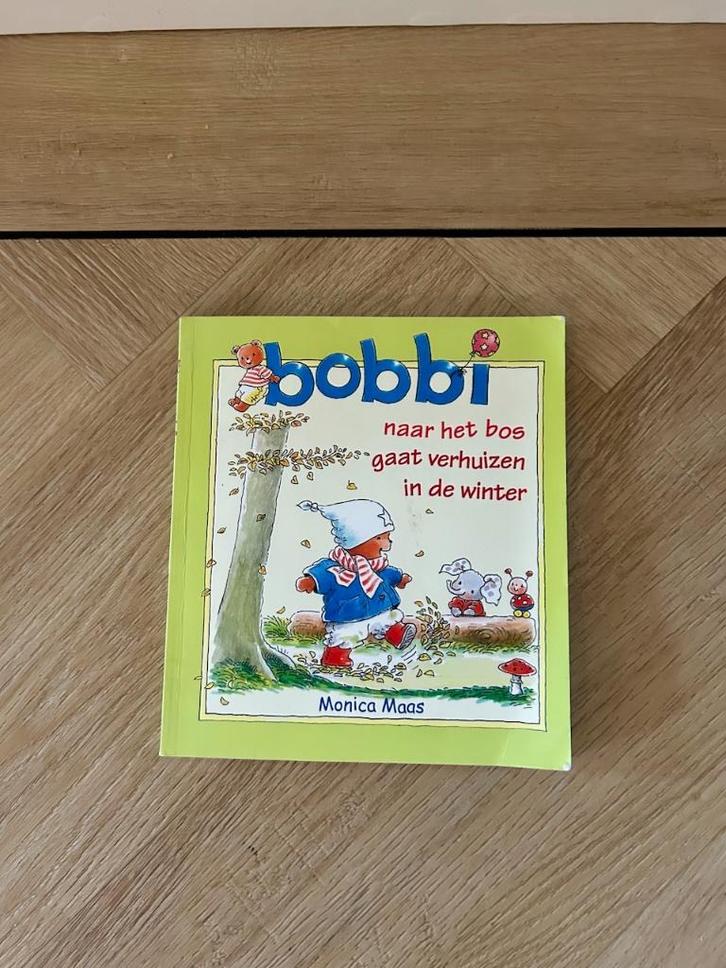 bobbi
naar het bos
gaat verhuizen
in de winter
Monica Maas